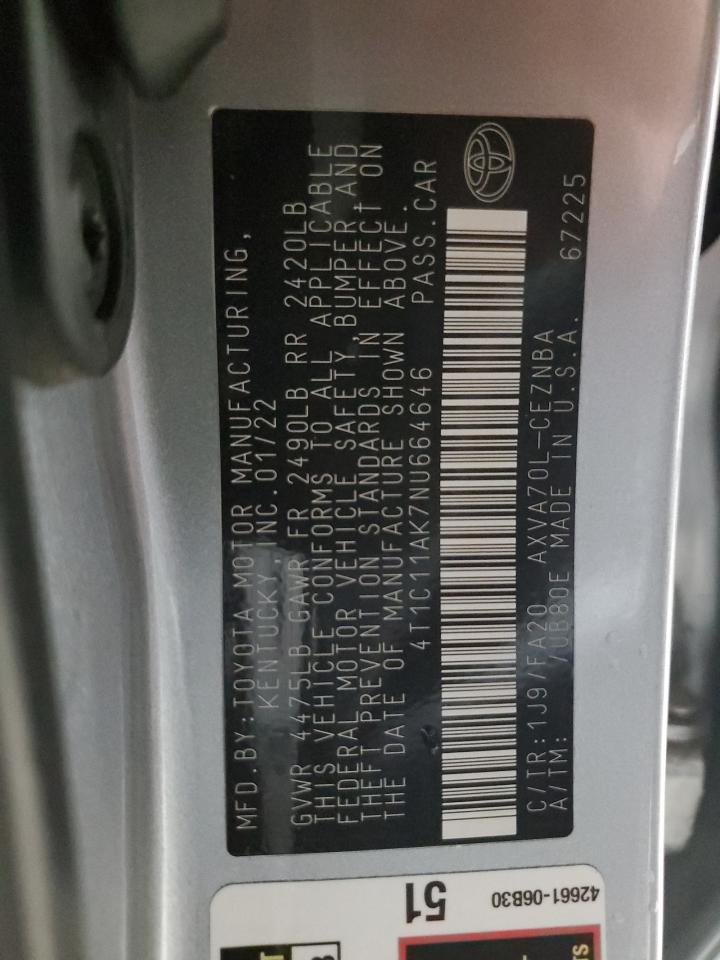 MFD.BY:TOYOTA MOTOR MANUFACTURING,
KENTUCKY, INC.01/22
GVWR 4475LB GAWR FR 2490LB RR 2420LB
THIS VEHICLE CONFORMS TO ALL APPLICABLE
FEDERAL MOTOR VEHICLE SAFETY,BUMPER,AND
THEFT PREVENTION STANDARDS IN EFFECT ON
THE DATE OF MANUFACTURE SHOWN ABOVE.
4T1C11AK7NU664646 PASS.CAR
C/TR:1J9/FA20 AXVA70L-CEZNBA
A/TM: /UB80E MADE IN U.S.A. 67225
51
42661-06B30